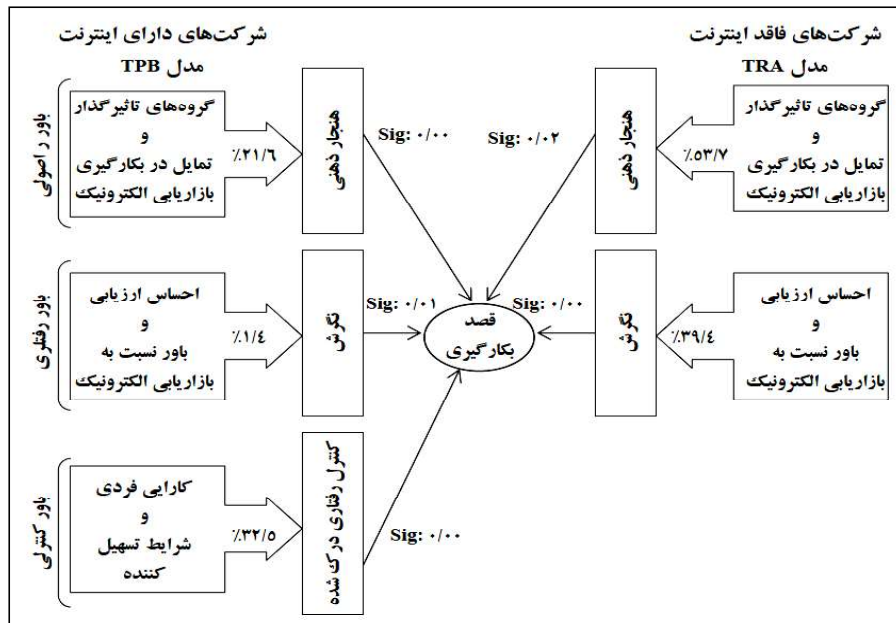 شرکت‌های فاقد اینترنت
مدل TRA
شرکت‌های دارای اینترنت
مدل TPB
گروه‌های تاثیرگذار
و
تمایل در بکارگیری
بازاریابی الکترونیک
٪۵۳/۷
هنجار ذهنی
Sig: ۰/۰۲
Sig: ۰/۰۰
هنجار ذهنی
٪۲۱/۶
گروه‌های تاثیرگذار
و
تمایل در بکارگیری
بازاریابی الکترونیک
باور ر اصولی
احساس ارزیابی
و
باور نسبت به
بازاریابی الکترونیک
٪۳۹/٤
نگرش
Sig: ۰/۰۰
قصد
بکارگیری
Sig: ۰/۰۱
نگرش
٪۱/٤
احساس ارزیابی
و
باور نسبت به
بازاریابی الکترونیک
باور رفتاری
Sig: ۰/۰۰
کنترل رفتاری درک شده
٪۳۲/۵
کارایی فردی
و
شرایط تسهیل
کننده
باور کنترلی